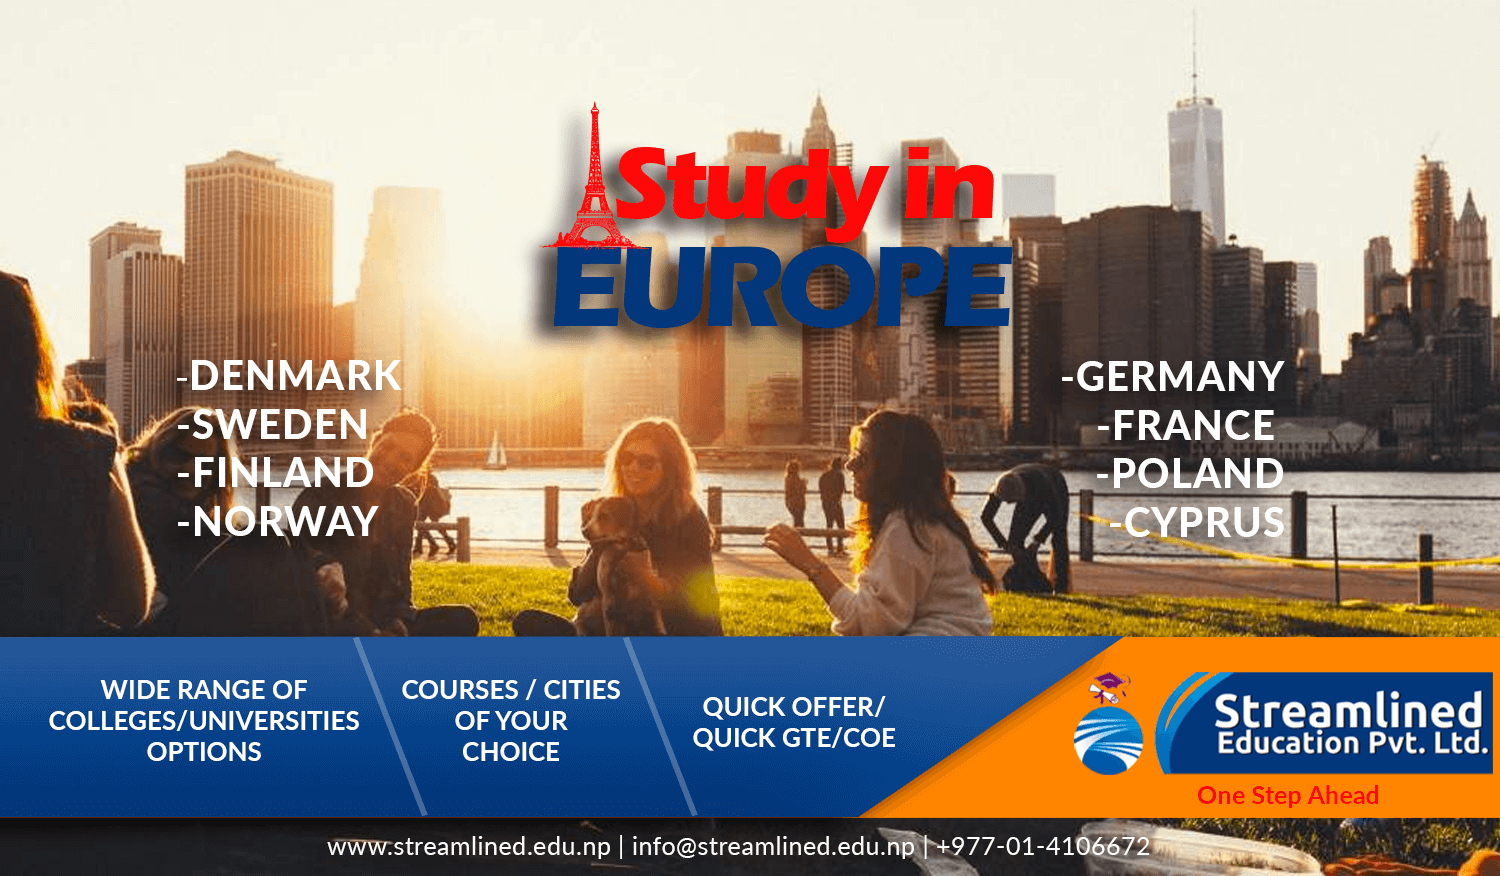 Study in
EUROPE
-DENMARK
-SWEDEN
-FINLAND
-NORWAY
-GERMANY
-FRANCE
-POLAND
-CYPRUS
WIDE RANGE OF
COLLEGES/UNIVERSITIES
OPTIONS
COURSES / CITIES
OF YOUR
CHOICE
QUICK OFFER/
QUICK GTE/COE
Streamlined
Education Pvt. Ltd.
One Step Ahead
www.streamlined.edu.np | info@streamlined.edu.np | +977-01-4106672